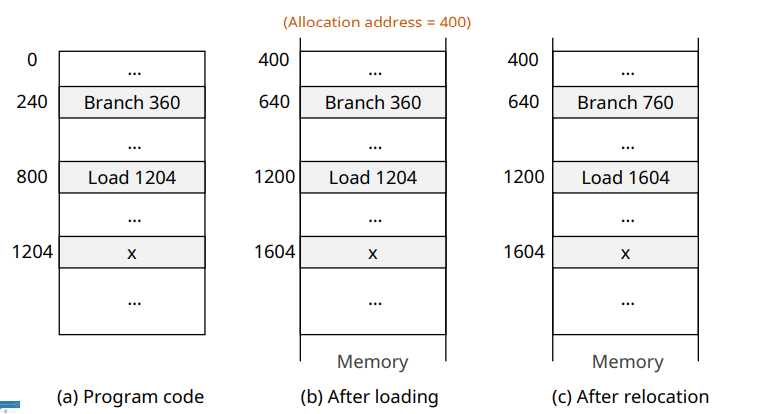 (Allocation address = 400)
0
...
240
Branch 360
...
800
Load 1204
...
1204
x
...
(a) Program code
400
...
640
Branch 360
...
1200
Load 1204
...
1604
x
...
Memory
(b) After loading
400
...
640
Branch 760
...
1200
Load 1604
...
1604
x
...
Memory
(c) After relocation